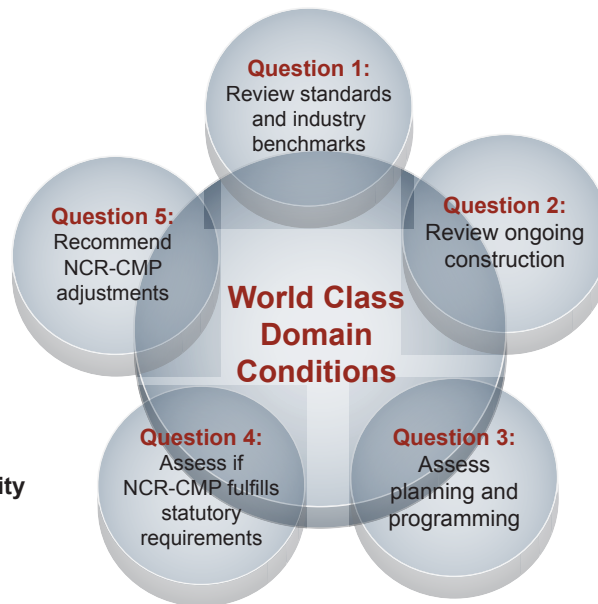 Question 1:
Review standards
and industry
benchmarks
Question 2:
Review ongoing
construction
Question 5:
Recommend
NCR-CMP
adjustments
World Class
Domain
Conditions
Question 4:
Assess if
NCR-CMP fulfills
statutory
requirements
Question 3:
Assess
planning and
programming
ity